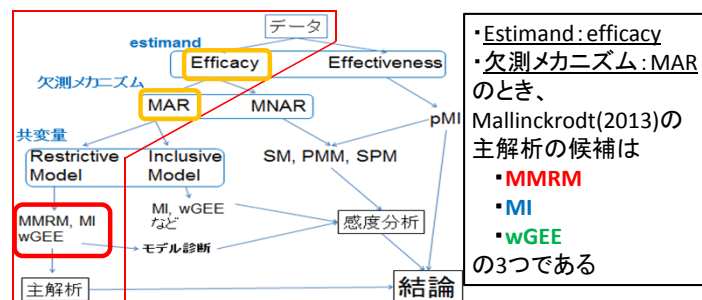 データ
estimand
Efficacy
Effectiveness
欠測メカニズム
MAR
MNAR
pMI
共変量
Restrictive
Model
Inclusive
Model
SM, PMM, SPM
MMRM, MI
wGEE
MI, wGEE
など
モデル診断
感度分析
主解析
結論
・Estimand：efficacy
・欠測メカニズム：MAR
のとき、
Mallinckrodt(2013)の
主解析の候補は
・MMRM
・MI
・wGEE
の3つである